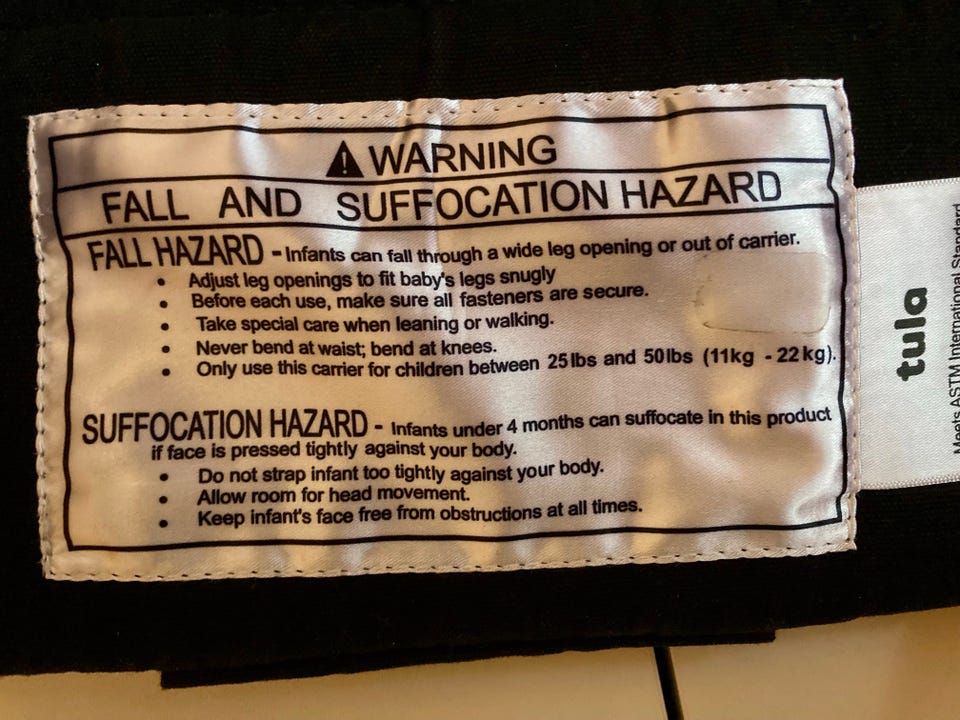 ⚠ WARNING
FALL AND SUFFOCATION HAZARD
FALL HAZARD - Infants can fall through a wide leg opening or out of carrier.
• Adjust leg openings to fit baby's legs snugly
• Before each use, make sure all fasteners are secure.
• Take special care when leaning or walking.
• Never bend at waist; bend at knees.
• Only use this carrier for children between 25lbs and 50lbs (11kg - 22kg).
SUFFOCATION HAZARD - Infants under 4 months can suffocate in this product
if face is pressed tightly against your body.
• Do not strap infant too tightly against your body.
• Allow room for head movement.
• Keep infant's face free from obstructions at all times.
tula
Meets ASTM International Standard